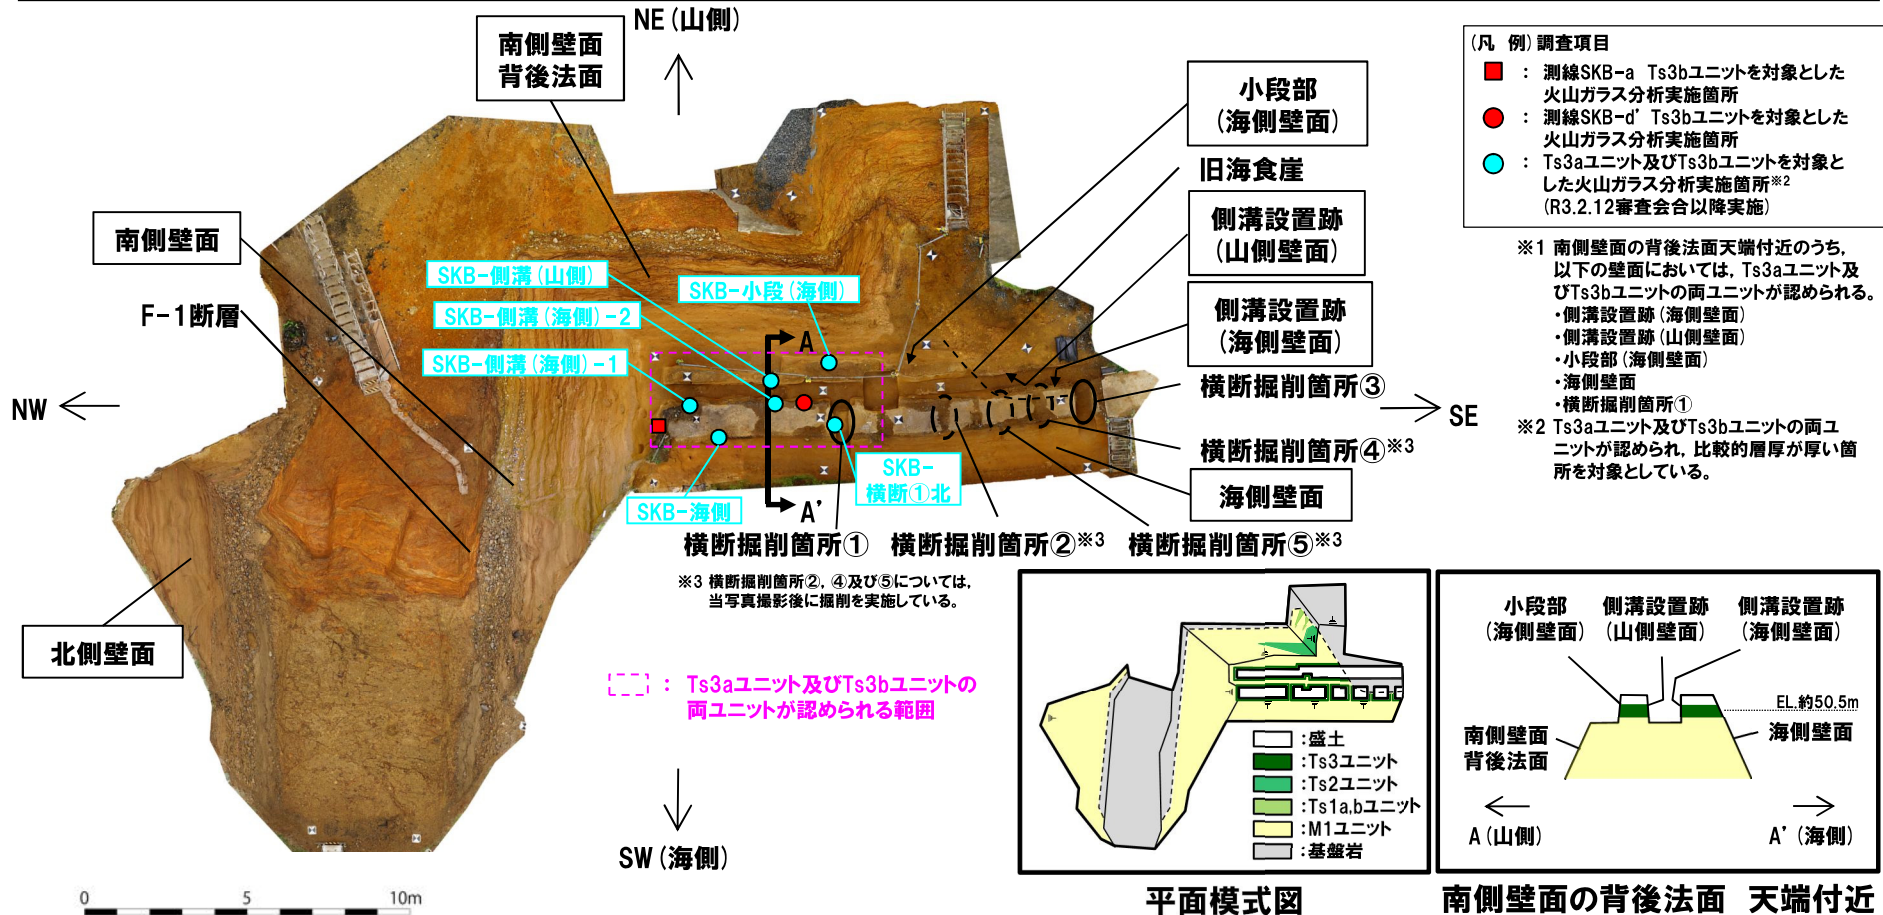 NE(山側)
南側壁面
背後法面
小段部
(海側壁面)
旧海食崖
側溝設置跡
(山側壁面)
側溝設置跡
(海側壁面)
横断掘削箇所③
SE
横断掘削箇所④※3
海側壁面
南側壁面
F-1断層
NW
SKB-側溝(山側)
SKB-小段(海側)
SKB-側溝(海側)-2
SKB-側溝(海側)-1
A
A'
SKB-
横断①北
SKB-海側
横断掘削箇所① 横断掘削箇所②※3 横断掘削箇所⑤※3
※3 横断掘削箇所②,④及び⑤については,
当写真撮影後に掘削を実施している。
北側壁面
: Ts3aユニット及びTs3bユニットの
両ユニットが認められる範囲
SW(海側)
0 5 10m
(凡 例)調査項目
: 測線SKB-a Ts3bユニットを対象とした
火山ガラス分析実施箇所
: 測線SKB-d' Ts3bユニットを対象とした
火山ガラス分析実施箇所
: Ts3aユニット及びTs3bユニットを対象と
した火山ガラス分析実施箇所※2
(R3.2.12審査会合以降実施)
※1 南側壁面の背後法面天端付近のうち,
以下の壁面においては,Ts3aユニット及
びTs3bユニットの両ユニットが認められる。
・側溝設置跡(海側壁面)
・側溝設置跡(山側壁面)
・小段部(海側壁面)
・海側壁面
・横断掘削箇所①
※2 Ts3aユニット及びTs3bユニットの両ユ
ニットが認められ,比較的層厚が厚い箇
所を対象としている。
:盛土
:Ts3ユニット
:Ts2ユニット
:Ts1a,bユニット
:M1ユニット
:基盤岩
平面模式図
小段部 側溝設置跡 側溝設置跡
(海側壁面) (山側壁面) (海側壁面)
EL.約50.5m
南側壁面
背後法面
海側壁面
A(山側)
A'(海側)
南側壁面の背後法面 天端付近